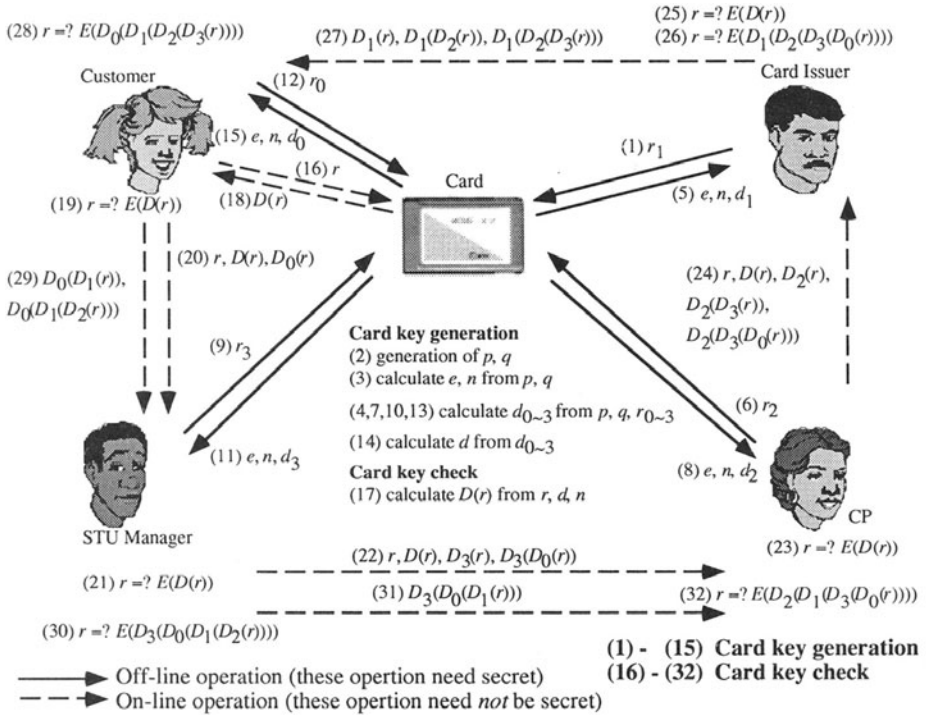 (28) r =? E(D0(D1(D2(D3(r))))
(27) D1(r), D1(D2(r)), D1(D2(D3(r)))
(25) r =? E(D(r))
(26) r =? E(D1(D2(D3(D0(r))))
Customer
Card Issuer
(12) r0
(15) e, n, d0
(16) r
(18) D(r)
(1) r1
(5) e, n, d1
Card
(19) r =? E(D(r))
(20) r, D(r), D0(r)
(29) D0(D1(r)),
D0(D1(D2(r)))
(24) r, D(r), D2(r),
D2(D3(r)),
D2(D3(D0(r)))
(9) r3
Card key generation
(2) generation of p, q
(3) calculate e, n from p, q
(4,7,10,13) calculate d0~3 from p, q, r0~3
(14) calculate d from d0~3
Card key check
(17) calculate D(r) from r, d, n
(6) r2
(8) e, n, d2
(11) e, n, d3
STU Manager
CP
(23) r =? E(D(r))
(21) r =? E(D(r))
(22) r, D(r), D3(r), D3(D0(r))
(31) D3(D0(D1(r)))
(32) r =? E(D2(D1(D3(D0(r))))
(30) r =? E(D3(D0(D1(D2(r))))
(1) - (15) Card key generation
(16) - (32) Card key check
Off-line operation (these opertion need secret)
On-line operation (these opertion need not be secret)